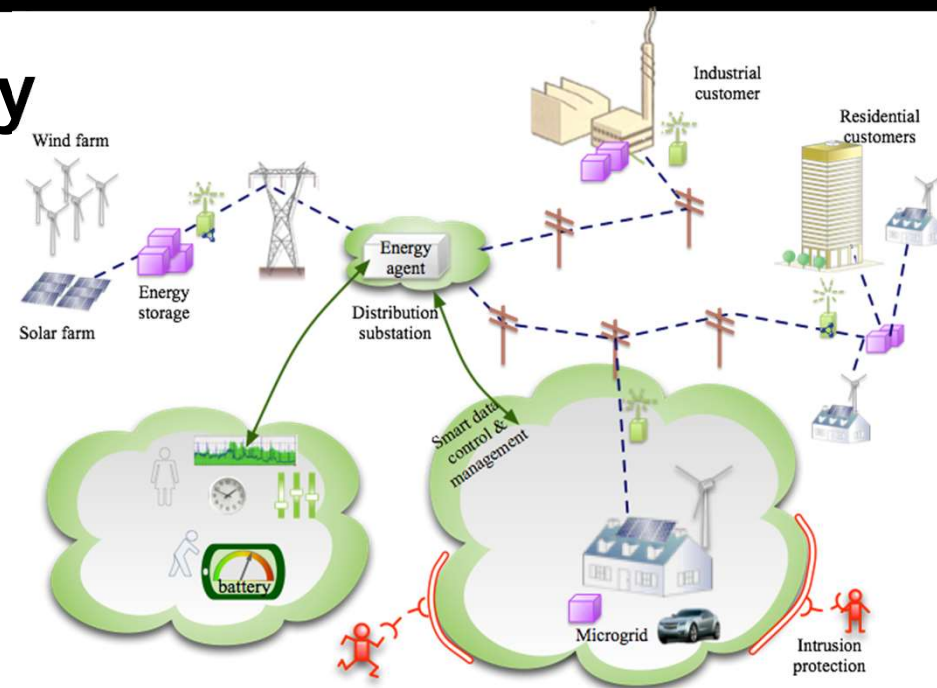 y
Wind farm
Solar farm
Energy
storage
Energy
agent
Distribution
substation
Industrial
customer
Residential
customers
Smart data
control &
management
battery
Microgrid
Intrusion
protection